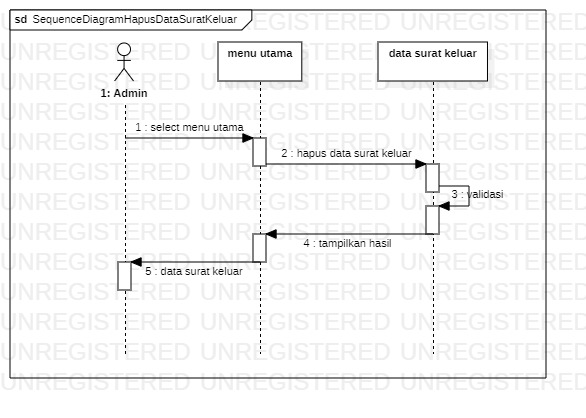 sd SequenceDiagramHapusDataSuratKeluar
menu utama
data surat keluar
1: Admin
1 : select menu utama
2 : hapus data surat keluar
3 : validasi
4 : tampilkan hasil
5 : data surat keluar
UNREGISTERED UNREGISTERED UNREGISTERED